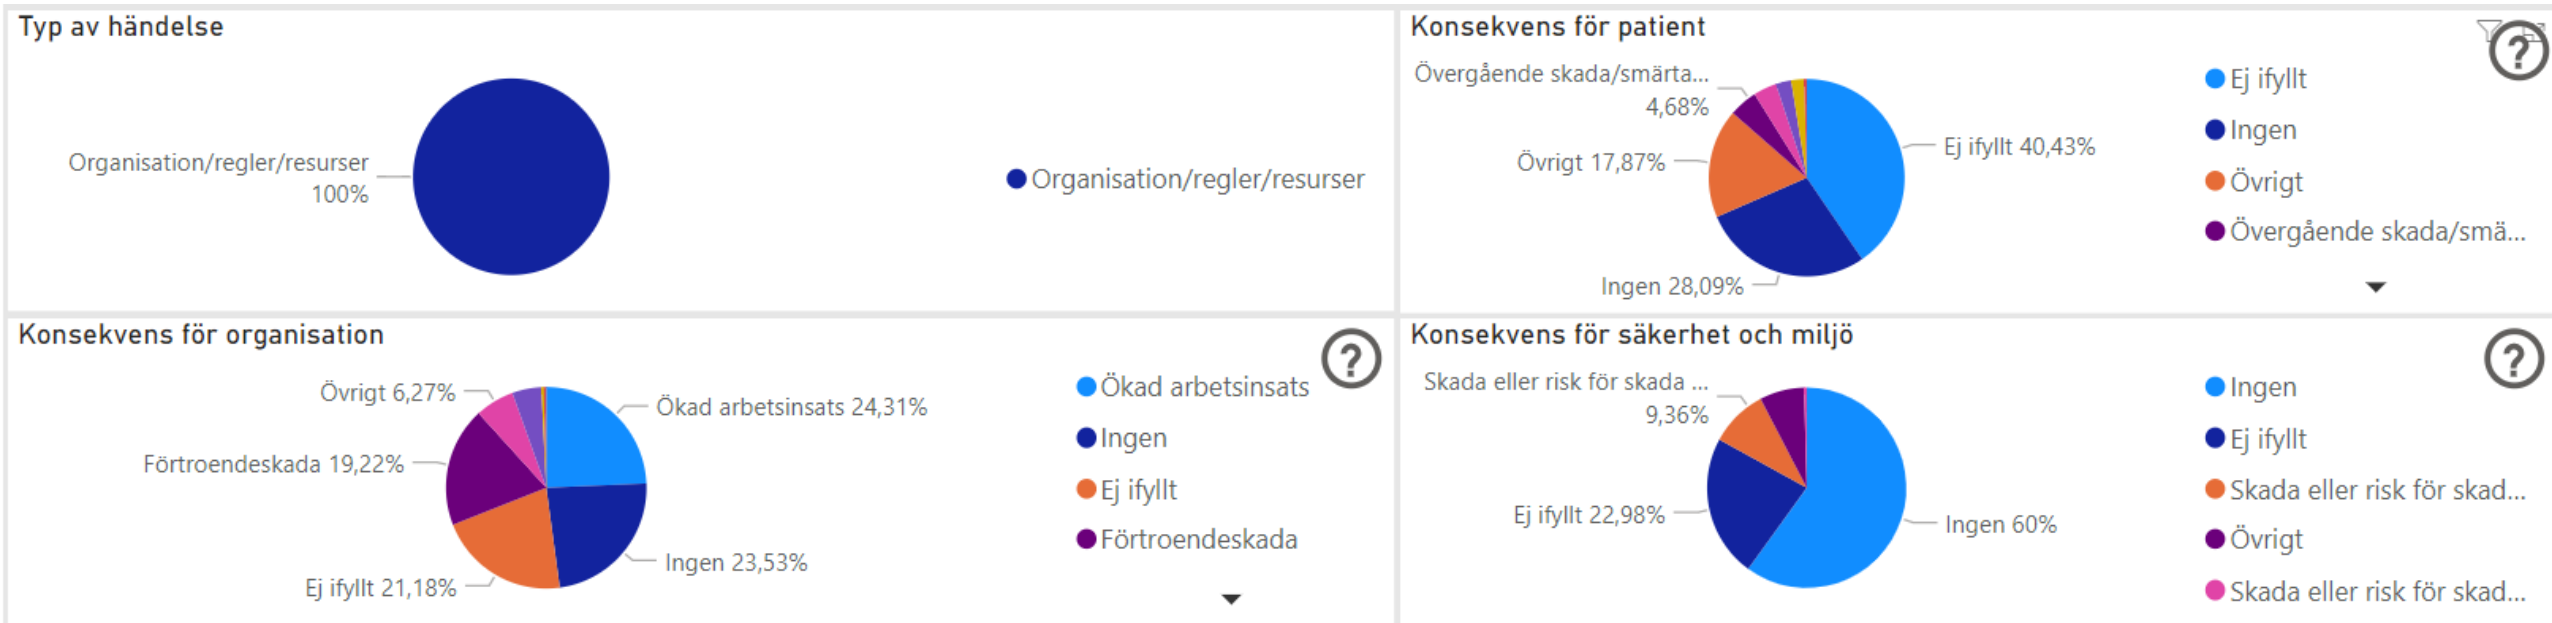 Typ av händelse
Organisation/regler/resurser
100%
Organisation/regler/resurser
Konsekvens för patient
?
Övergående skada/smärta...
4,68%
Övrigt 17,87%
Ingen 28,09%
Ej ifyllt 40,43%
Ej ifyllt
Ingen
Övrigt
Övergående skada/smä...
Konsekvens för organisation
?
Övrigt 6,27%
Förtroendeskada 19,22%
Ej ifyllt 21,18%
Ökad arbetsinsats 24,31%
Ingen 23,53%
Ökad arbetsinsats
Ingen
Ej ifyllt
Förtroendeskada
Konsekvens för säkerhet och miljö
?
Skada eller risk för skada ...
9,36%
Ej ifyllt 22,98%
Ingen 60%
Ingen
Ej ifyllt
Skada eller risk för skad...
Övrigt
Skada eller risk för skad...